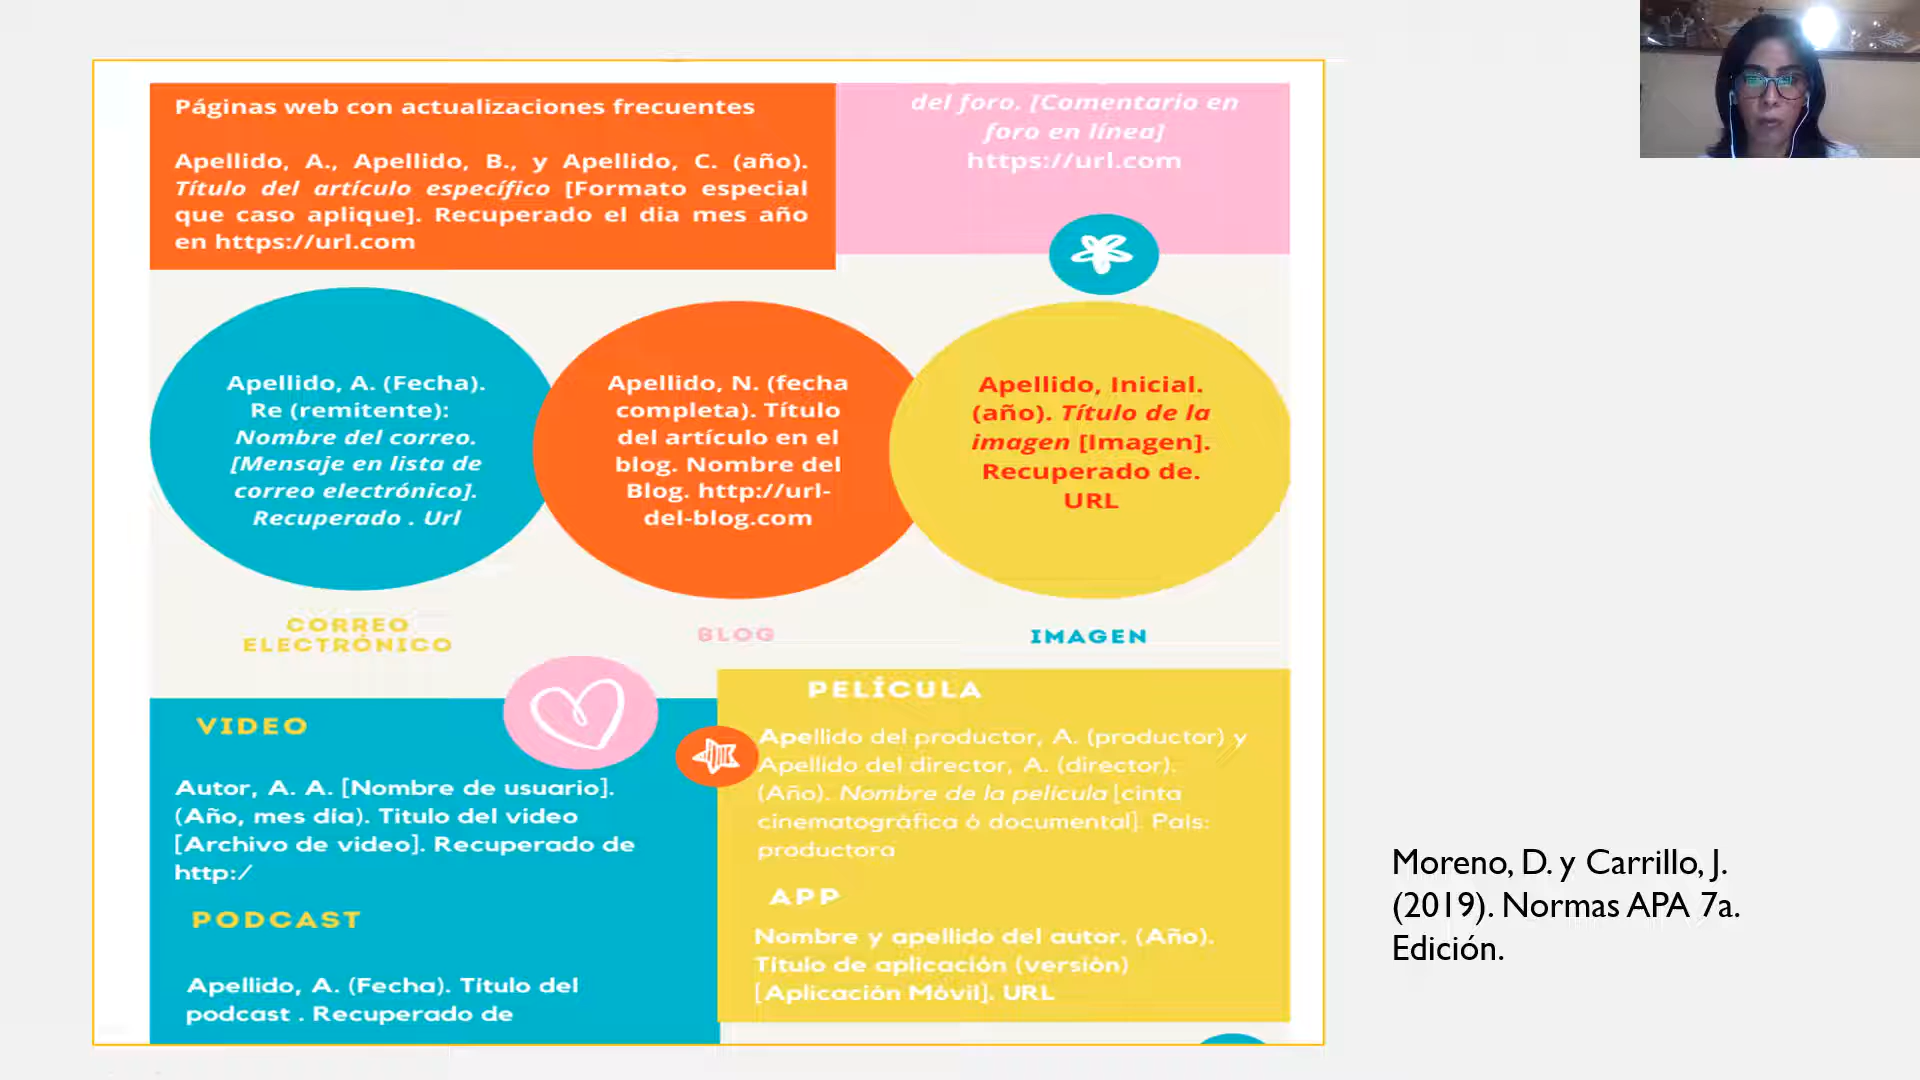 Páginas web con actualizaciones frecuentes
Apellido, A., Apellido, B., y Apellido, C. (año).
Título del artículo específico [Formato especial
que caso aplique]. Recuperado el dia mes año
en https://url.com
del foro. [Comentario en
foro en línea]
https://url.com
Apellido, A. (Fecha).
Re (remitente):
Nombre del correo.
[Mensaje en lista de
correo electrónico].
Recuperado . Url
CORREO
ELECTRÓNICO
Apellido, N. (fecha
completa). Título
del artículo en el
blog. Nombre del
Blog. http://url-
del-blog.com
BLOG
Apellido, Inicial.
(año). Título de la
imagen [Imagen].
Recuperado de.
URL
IMAGEN
VIDEO
Autor, A. A. [Nombre de usuario].
(Año, mes día). Titulo del video
[Archivo de video]. Recuperado de
http:/
PODCAST
Apellido, A. (Fecha). Titulo del
podcast . Recuperado de
PELÍCULA
Apellido del productor, A. (productor) y
Apellido del director, A. (director).
(Año). Nombre de la película [cinta
cinematográfica ó documental]. País:
productora
APP
Nombre y apellido del autor. (Año).
Título de aplicación (versión)
[Aplicación Móvil]. URL
Moreno, D. y Carrillo, J.
(2019). Normas APA 7a.
Edición.